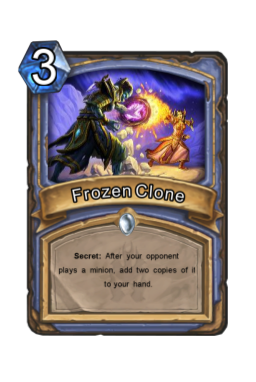 3
Frozen Clone
Secret: After your opponent
plays a minion, add two copies of it
to your hand.